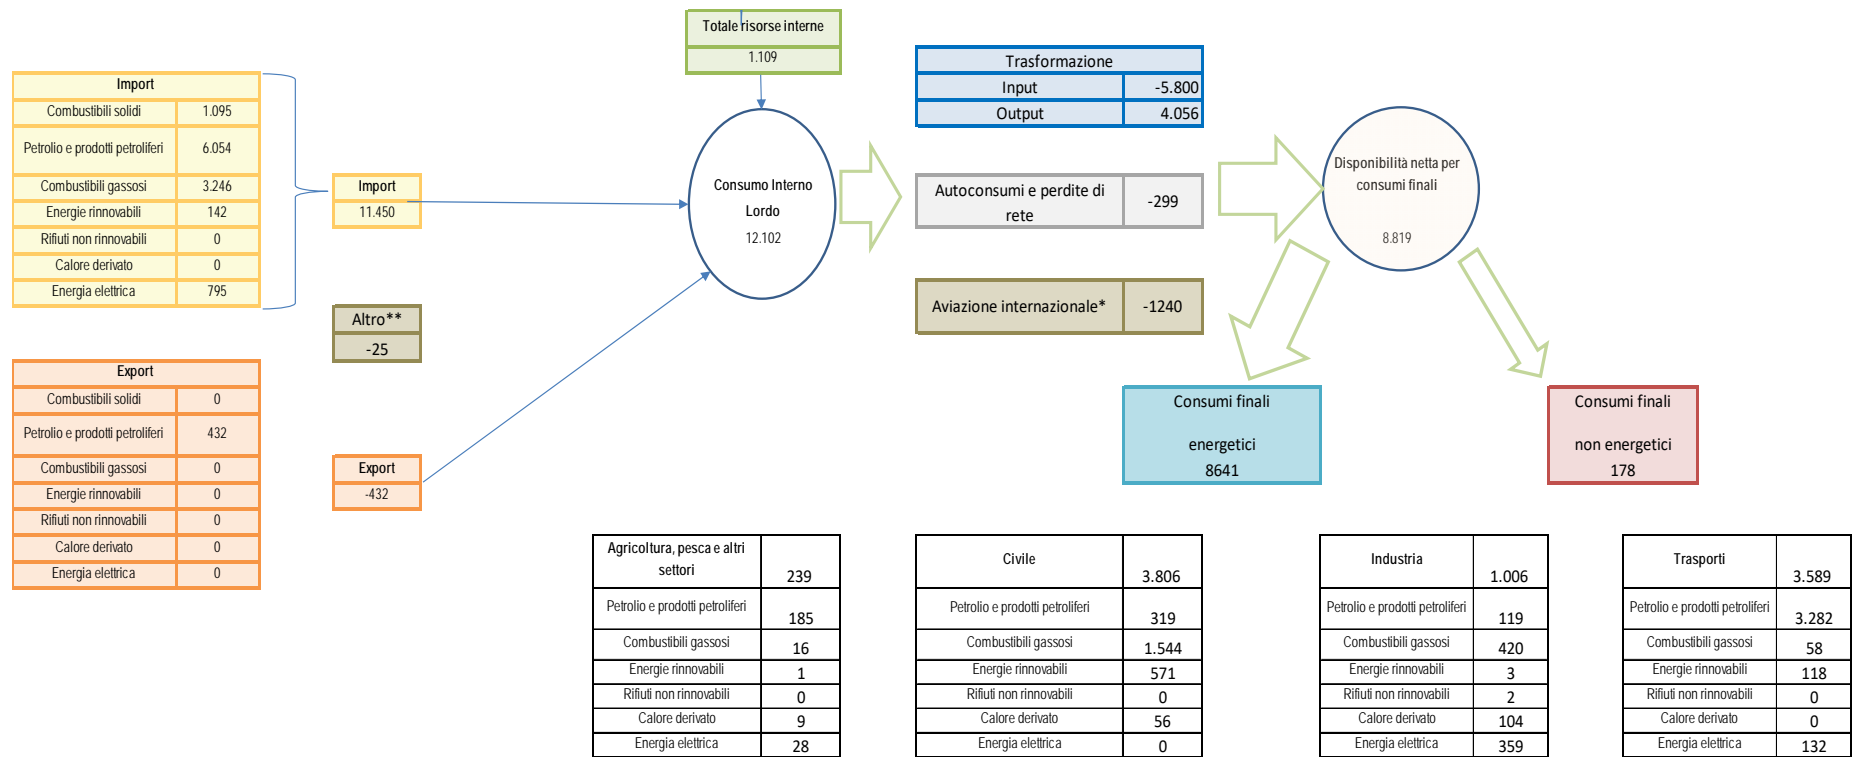 Totale risorse interne
1.109
Import
Combustibili solidi 1.095
Petrolio e prodotti petroliferi 6.054
Combustibili gassosi 3.246
Energie rinnovabili 142
Rifiuti non rinnovabili 0
Calore derivato 0
Energia elettrica 795
Import
11.450
Altro**
-25
Export
Combustibili solidi 0
Petrolio e prodotti petroliferi 432
Combustibili gassosi 0
Energie rinnovabili 0
Rifiuti non rinnovabili 0
Calore derivato 0
Energia elettrica 0
Export
-432
Consumo Interno
Lordo
12.102
Trasformazione
Input -5.800
Output 4.056
Autoconsumi e perdite di
rete
-299
Aviazione internazionale* -1240
Disponibilità netta per
consumi finali
8.819
Consumi finali
energetici
8641
Consumi finali
non energetici
178
Agricoltura, pesca e altri
settori
239
Petrolio e prodotti petroliferi 185
Combustibili gassosi 16
Energie rinnovabili 1
Rifiuti non rinnovabili 0
Calore derivato 9
Energia elettrica 28
Civile 3.806
Petrolio e prodotti petroliferi 319
Combustibili gassosi 1.544
Energie rinnovabili 571
Rifiuti non rinnovabili 0
Calore derivato 56
Energia elettrica 0
Industria 1.006
Petrolio e prodotti petroliferi 119
Combustibili gassosi 420
Energie rinnovabili 3
Rifiuti non rinnovabili 2
Calore derivato 104
Energia elettrica 359
Trasporti 3.589
Petrolio e prodotti petroliferi 3.282
Combustibili gassosi 58
Energie rinnovabili 118
Rifiuti non rinnovabili 0
Calore derivato 0
Energia elettrica 132